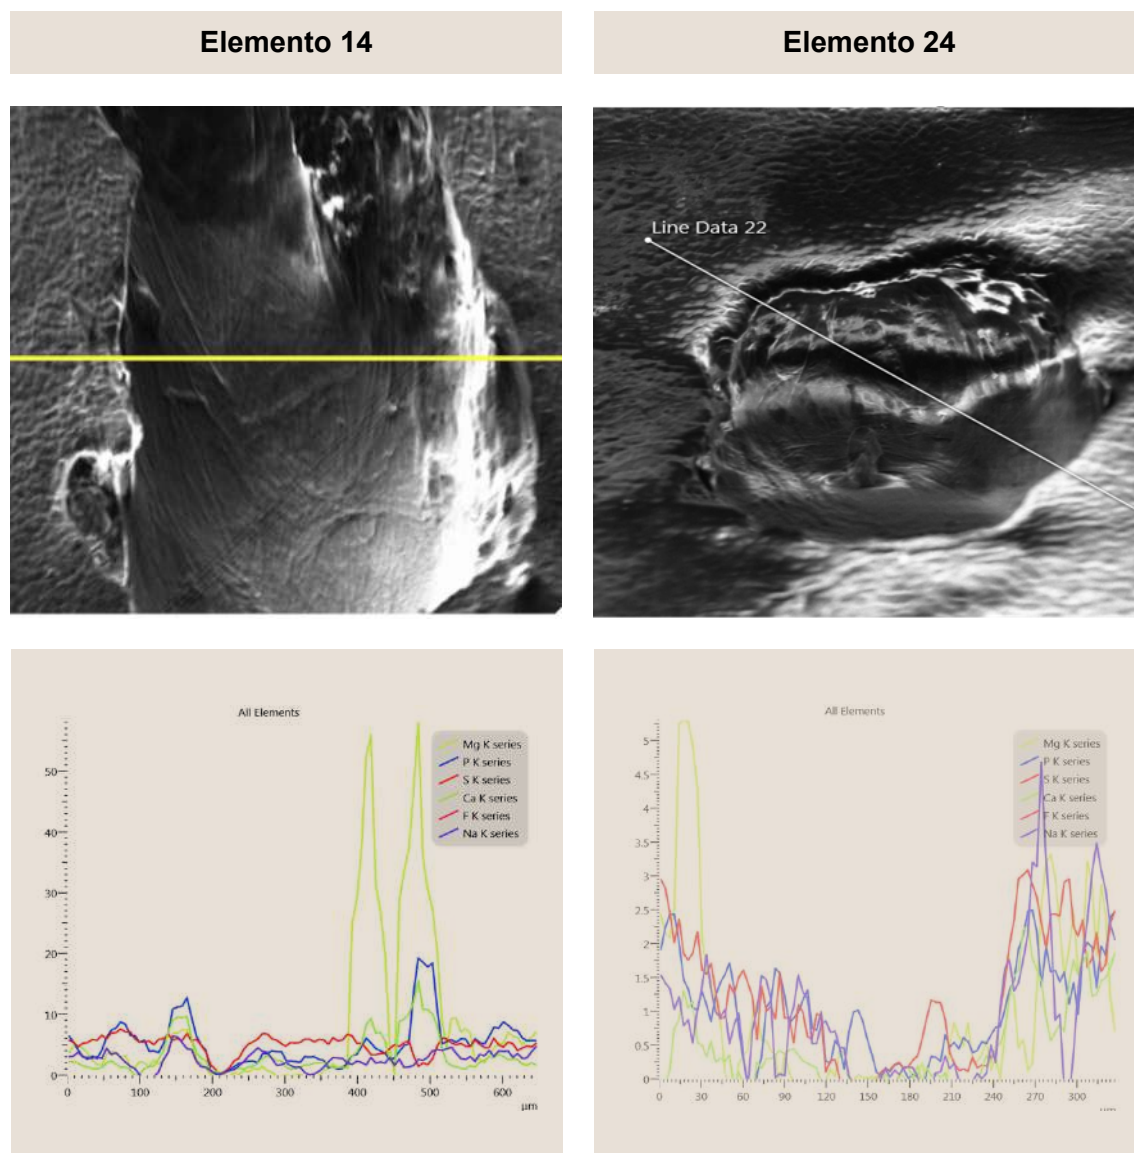 Elemento 14
Elemento 24
Line Data 22
All Elements
50
40
30
20
10
0
0
100
200
300
400
500
600
µm
Mg K series
P K series
S K series
Ca K series
F K series
Na K series
All Elements
5
4.5
4
3.5
3
2.5
2
1.5
1
0.5
0
0
30
60
90
120
150
180
210
240
270
300
Mg K series
P K series
S K series
Ca K series
F K series
Na K series